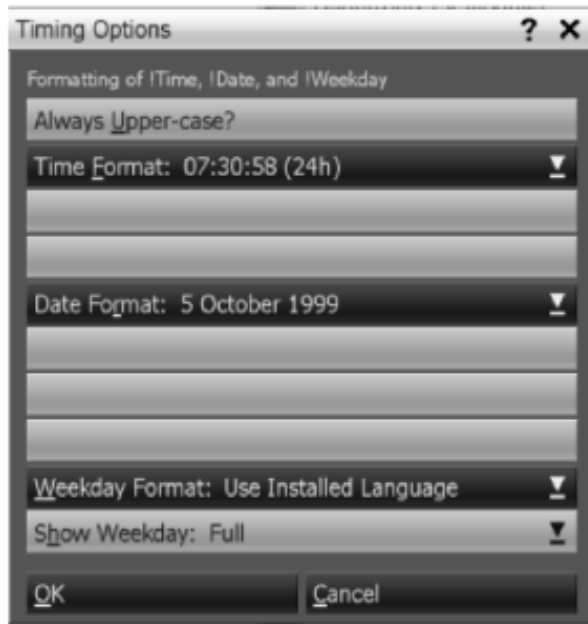 Timing Options ? X
Formatting of !Time, !Date, and !Weekday
Always Upper-case?
Time Format: 07:30:58 (24h)
Date Format: 5 October 1999
Weekday Format: Use Installed Language
Show Weekday: Full
OK Cancel